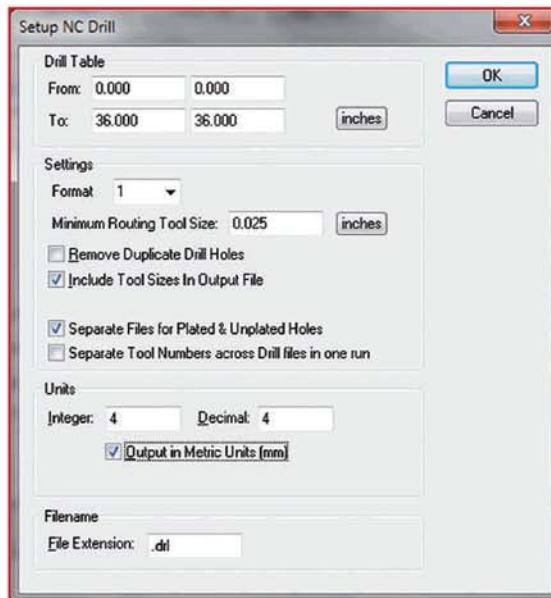 Setup NC Drill
Drill Table
From: 0.000 0.000
To: 36.000 36.000 inches
OK
Cancel
Settings
Format 1
Minimum Routing Tool Size: 0.025 inches
Remove Duplicate Drill Holes
Include Tool Sizes In Output File
Separate Files for Plated & Unplated Holes
Separate Tool Numbers across Drill files in one run
Units
Integer: 4 Decimal: 4
Output in Metric Units (mm)
Filename
File Extension: .drl